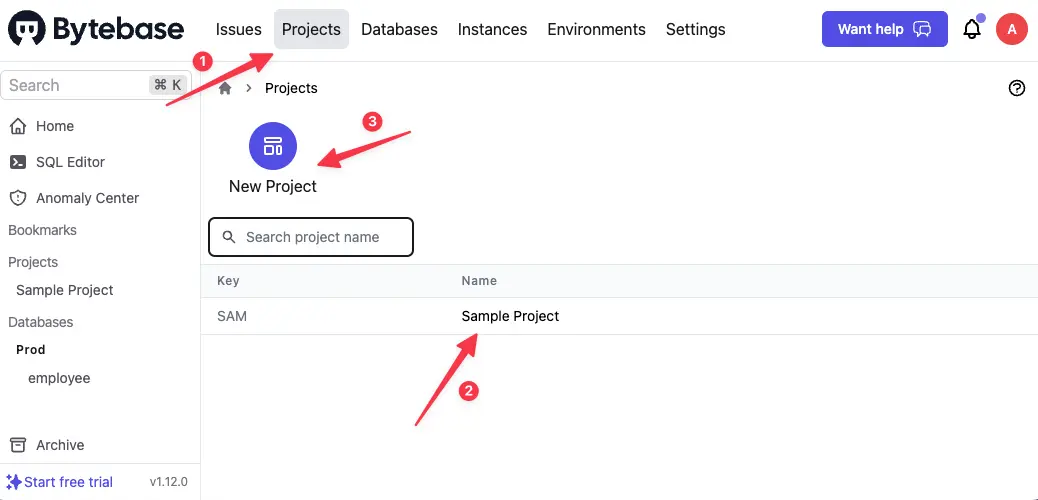 Bytebase
Issues Projects Databases Instances Environments Settings
Want help
A
1
Search ⌘ K
Projects
Home
3
SQL Editor
New Project
Anomaly Center
Bookmarks
Search project name
Projects
Key Name
Sample Project
SAM Sample Project
Databases
Prod
employee
2
Archive
Start free trial v1.12.0